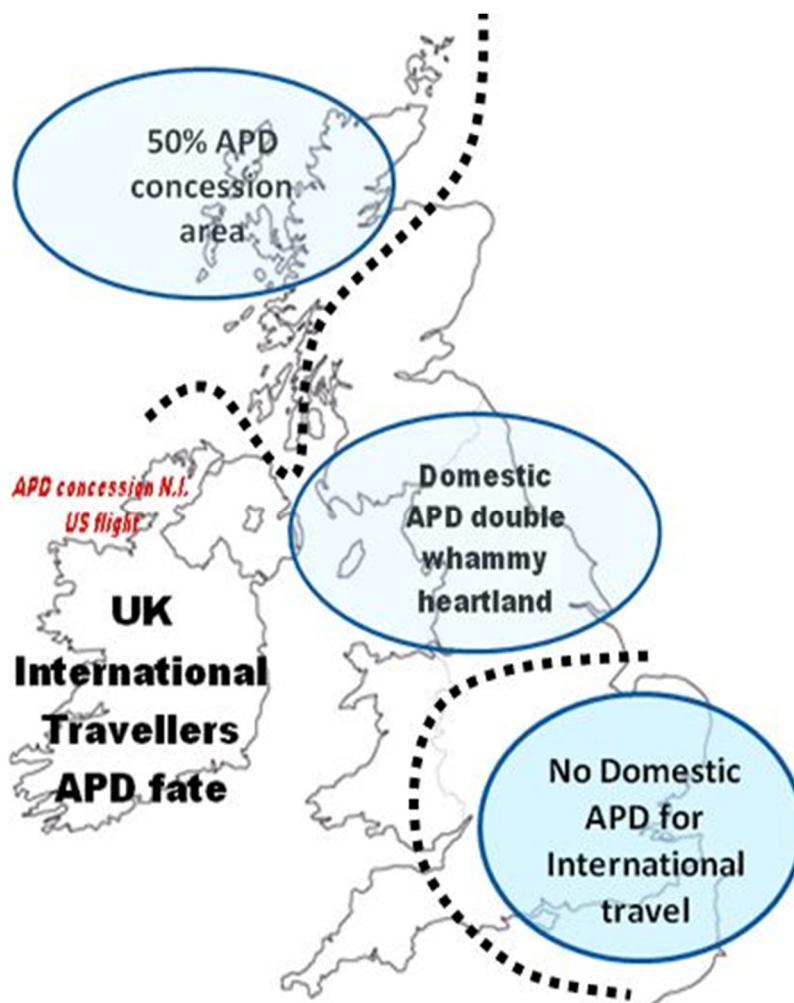 50% APD
concession
area
APD concession N.I.
US flight
Domestic
APD double
whammy
heartland
UK
International
Travellers
APD fate
No Domestic
APD for
International
travel